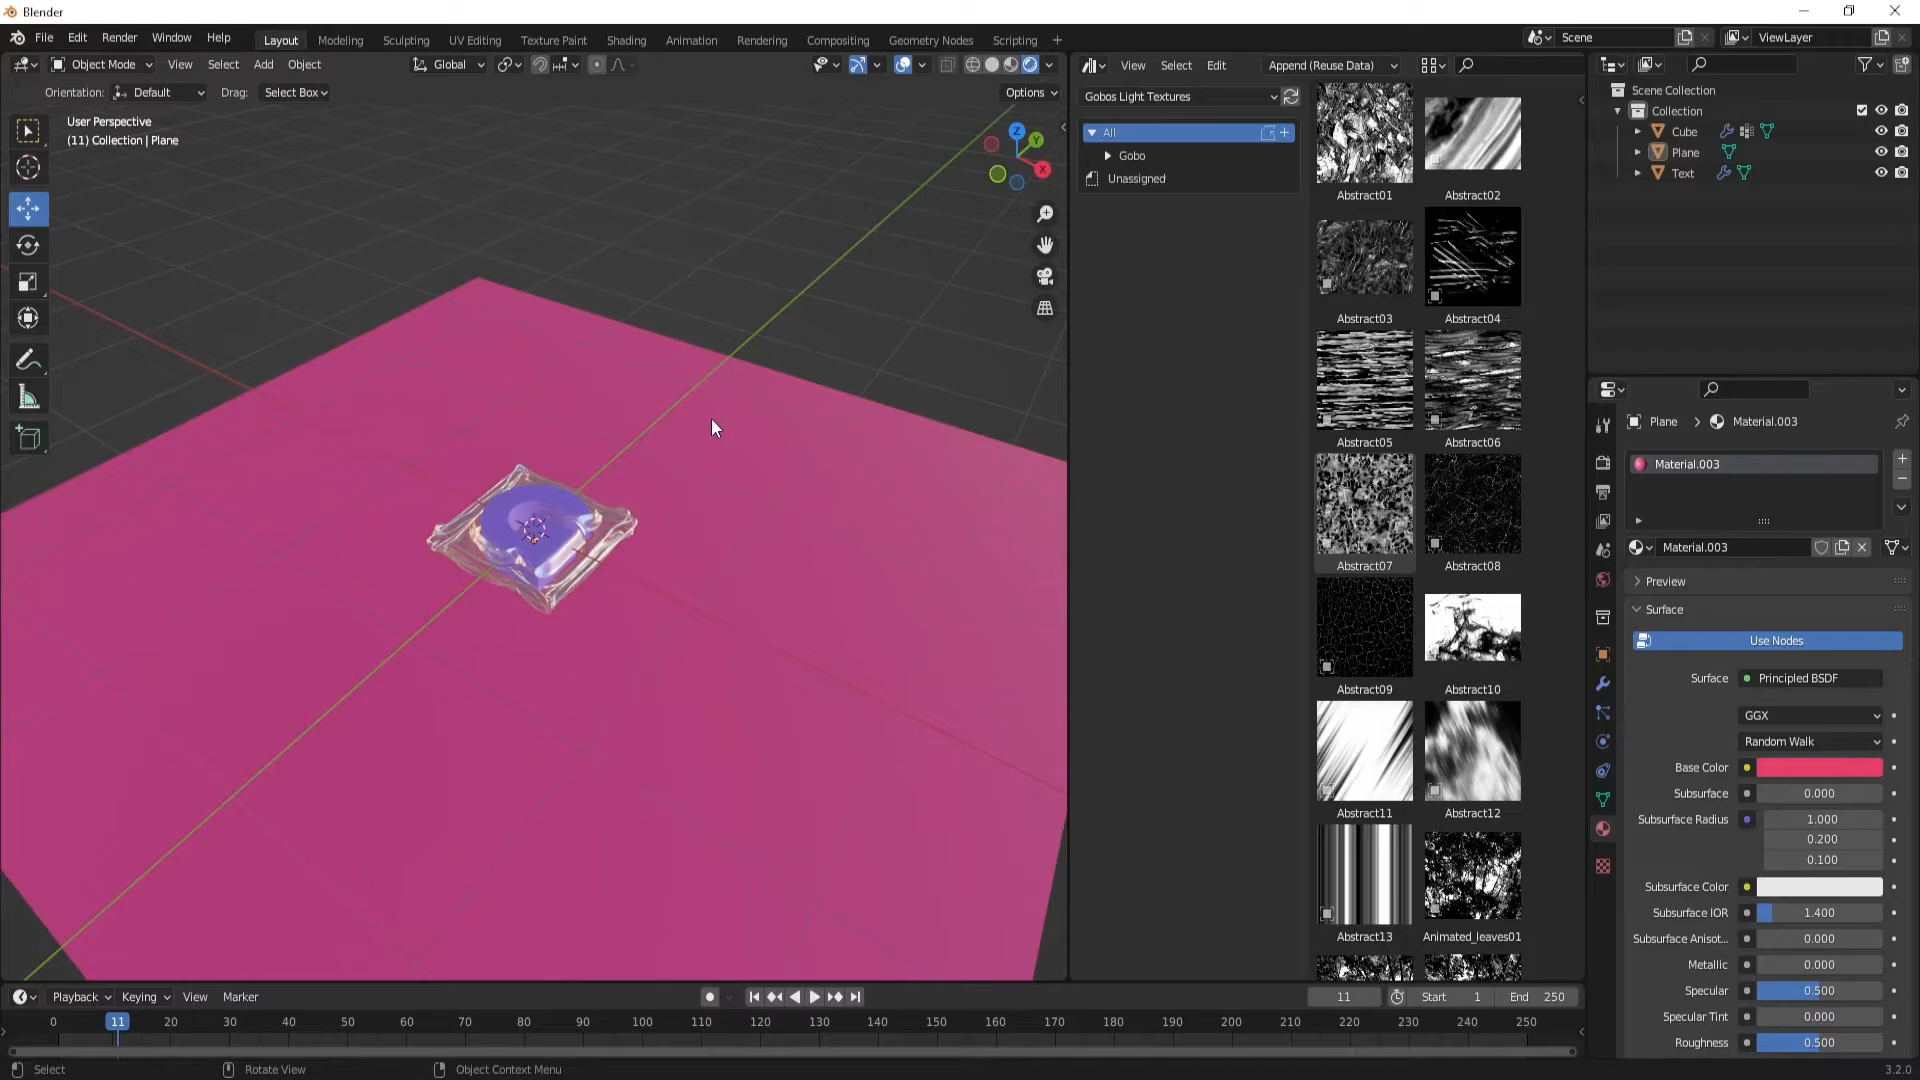 Blender
File Edit Render Window Help
Layout Modeling Sculpting UV Editing Texture Paint Shading Animation Rendering Compositing Geometry Nodes Scripting +
Scene
ViewLayer
Object Mode View Select Add Object
Global
Orientation: Default Drag: Select Box
Options
User Perspective
(11) Collection | Plane
Z
Y
X
View Select Edit
Append (Reuse Data)
Gobos Light Textures
All
Gobo
Unassigned
Abstract01
Abstract02
Abstract03
Abstract04
Abstract05
Abstract06
Abstract07
Abstract08
Abstract09
Abstract10
Abstract11
Abstract12
Abstract13
Animated_leaves01
Scene Collection
Collection
Cube
Plane
Text
Plane > Material.003
Material.003
Material.003
Preview
Surface
Use Nodes
Surface Principled BSDF
GGX
Random Walk
Base Color
Subsurface 0.000
Subsurface Radius 1.000
0.200
0.100
Subsurface Color
Subsurface IOR 1.400
Subsurface Anisot... 0.000
Metallic 0.000
Specular 0.500
Specular Tint 0.000
Roughness 0.500
Playback Keying View Marker
11
Start 1
End 250
0 11 20 30 40 50 60 70 80 90 100 110 120 130 140 150 160 170 180 190 200 210 220 230 240 250
Select
Rotate View
Object Context Menu
3.2.0